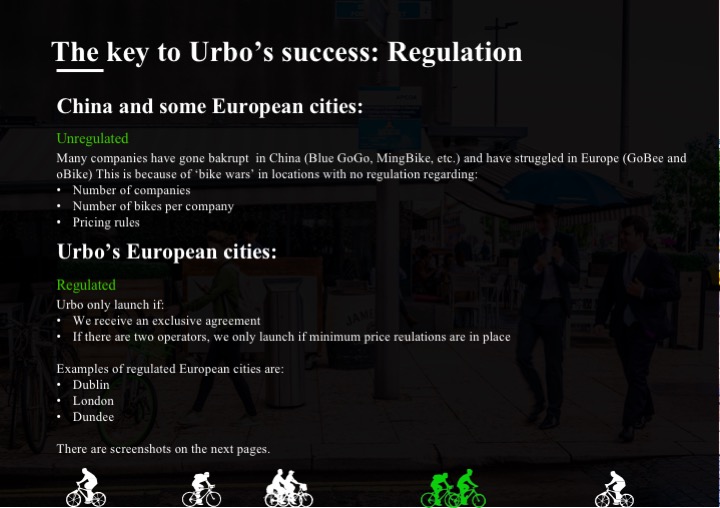 The key to Urbo's success: Regulation
China and some European cities:
Unregulated
Many companies have gone bakrupt in China (Blue GoGo, MingBike, etc.) and have struggled in Europe (GoBee and
oBike) This is because of 'bike wars' in locations with no regulation regarding:
• Number of companies
• Number of bikes per company
• Pricing rules
Urbo's European cities:
Regulated
Urbo only launch if:
• We receive an exclusive agreement
• If there are two operators, we only launch if minimum price reulations are in place
Examples of regulated European cities are:
• Dublin
• London
• Dundee
There are screenshots on the next pages.